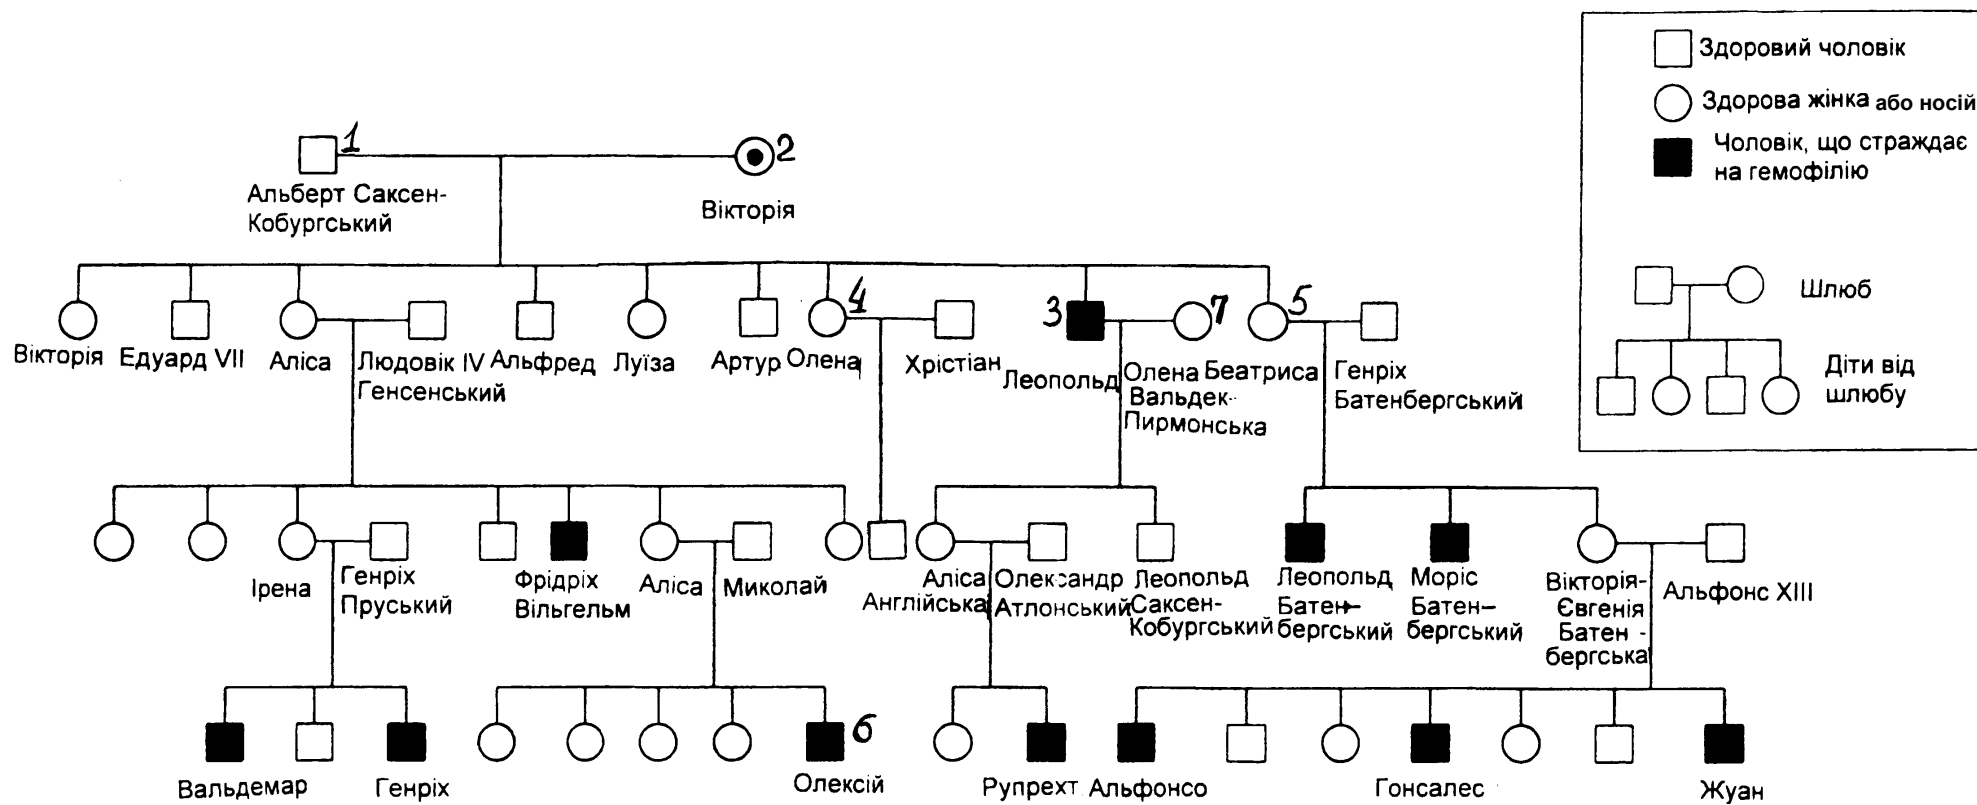 Здоровий чоловік
Здорова жінка або носій
Чоловік, що страждає
на гемофілію
Шлюб
Діти від
шлюбу
1
2
Альберт Саксен-
Кобургський
Вікторія
3
4
5
7
Вікторія
Едуард VII
Аліса
Людовік IV
Генсенський
Альфред
Луїза
Артур
Олена
Хрістіан
Леопольд
Олена
Вальдек-
Пирмонська
Беатриса
Генріх
Батенбергський
Ірена
Генріх
Пруський
Фрідріх
Вільгельм
Аліса
Миколай
Аліса
Англійська
Олександр
Атлонський
Леопольд
Саксен-
Кобургський
Леопольд
Батен-
бергський
Моріс
Батен-
бергський
Вікторія-
Євгенія
Батен -
бергська
Альфонс XIII
6
Вальдемар
Генріх
Олексій
Рупрехт
Альфонсо
Гонсалес
Жуан